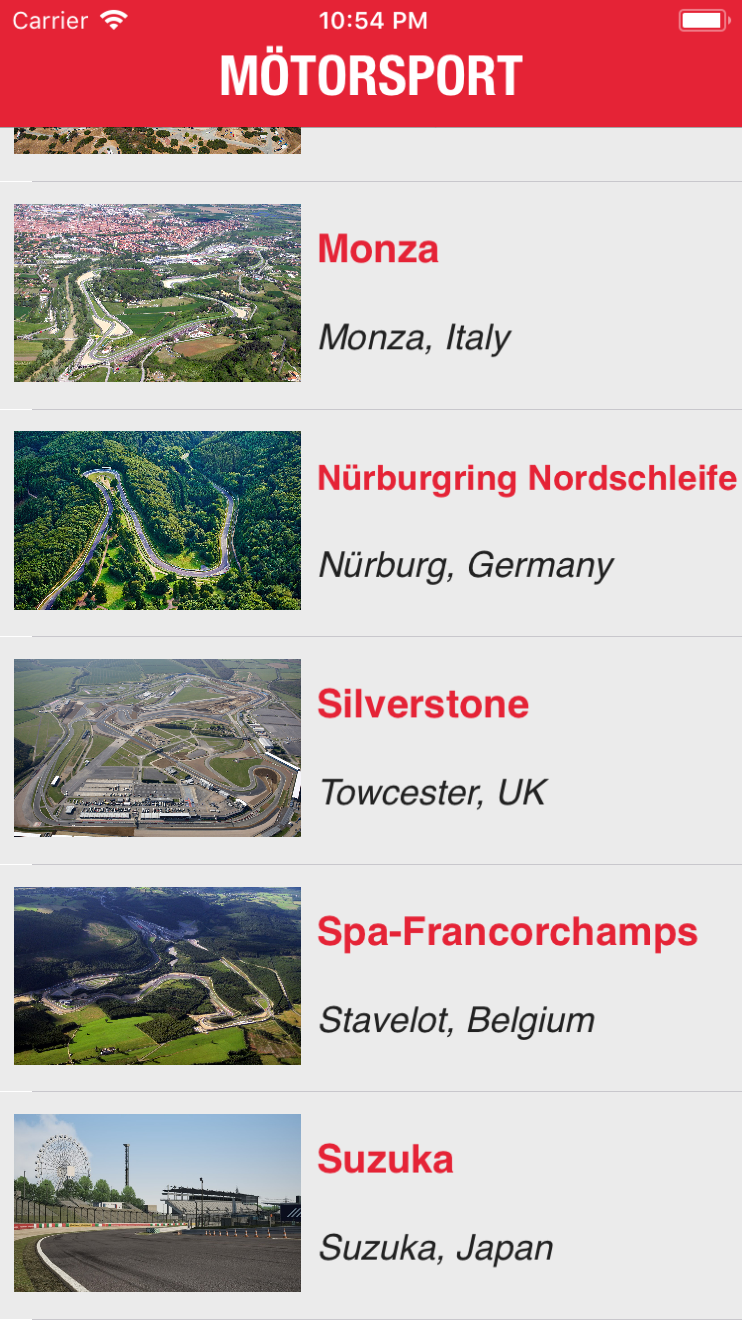 Carrier 10:54 PM
MÖTORSPORT
Monza
Monza, Italy
Nürburgring Nordschleife
Nürburg, Germany
Silverstone
Towcester, UK
Spa-Francorchamps
Stavelot, Belgium
Suzuka
Suzuka, Japan